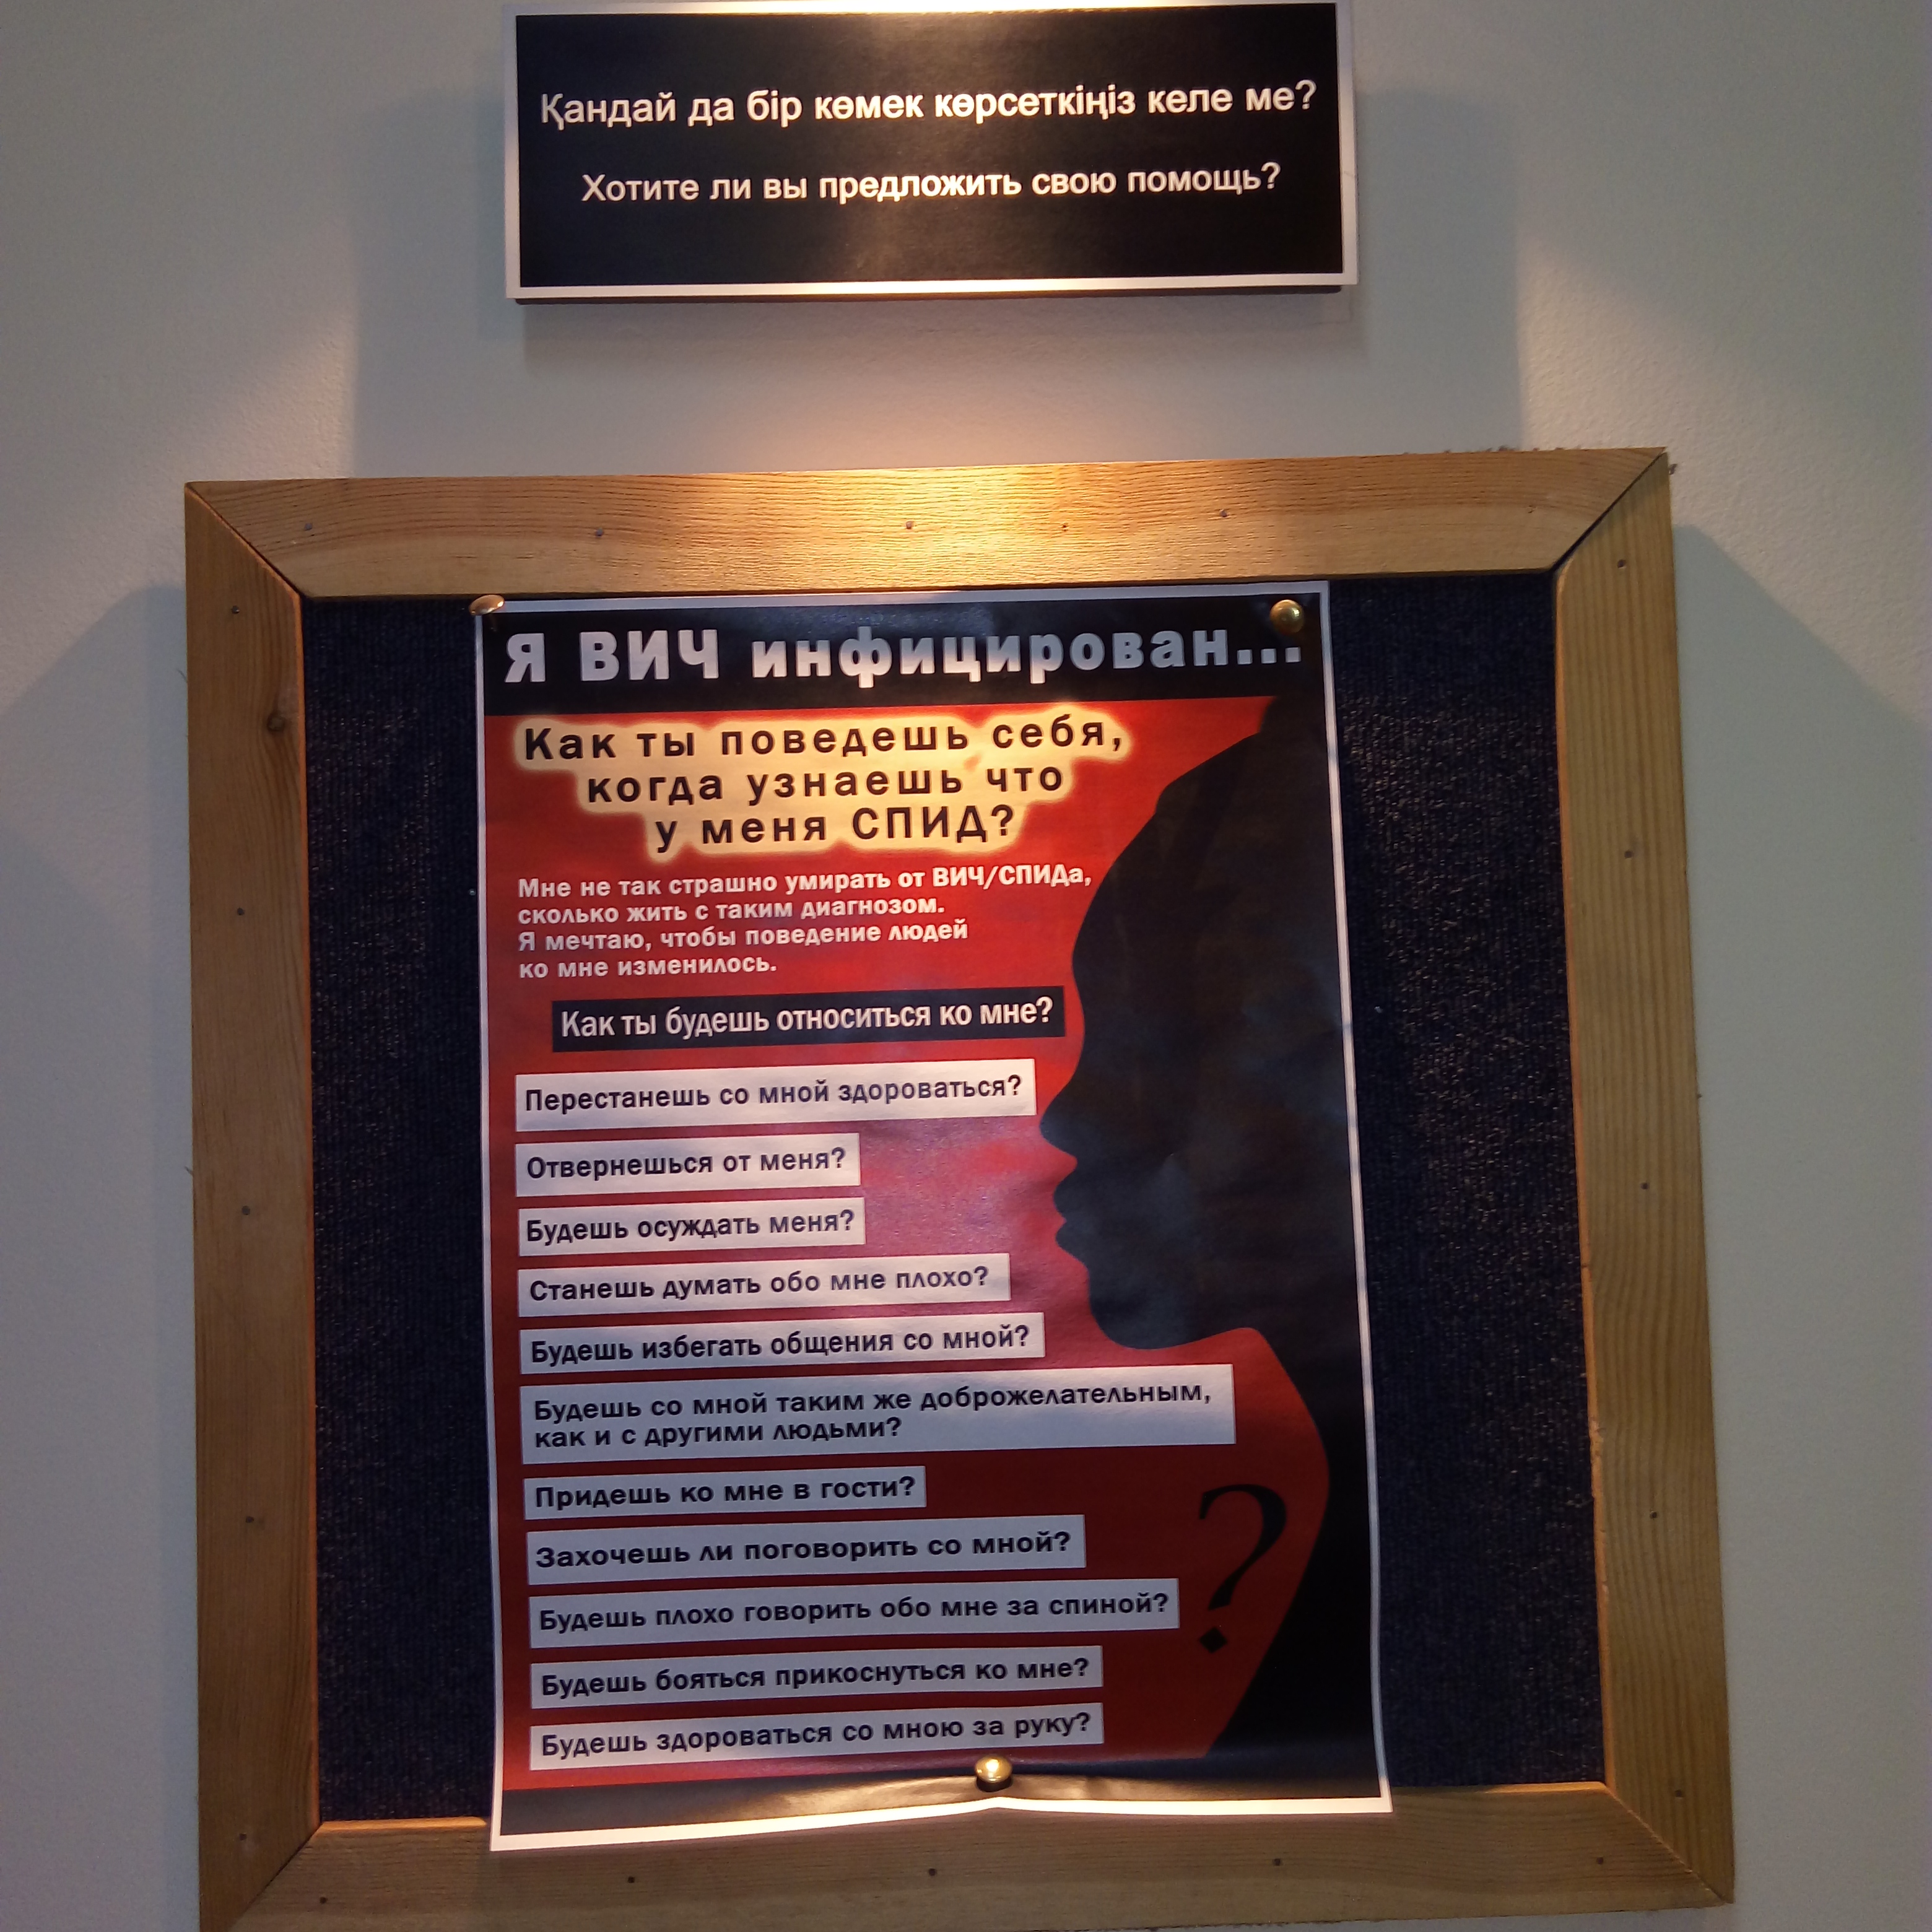 Қандай да бір көмек көрсеткіңіз келе ме?
Хотите ли вы предложить свою помощь?
Я ВИЧ инфицирован...
Как ты поведешь себя,
когда узнаешь что
у меня СПИД?
Мне не так страшно умирать от ВИЧ/СПИДа,
сколько жить с таким диагнозом.
Я мечтаю, чтобы поведение людей
ко мне изменилось.
Как ты будешь относиться ко мне?
Перестанешь со мной здороваться?
Отвернешься от меня?
Будешь осуждать меня?
Станешь думать обо мне плохо?
Будешь избегать общения со мной?
Будешь со мной таким же доброжелательным,
как и с другими людьми?
Придешь ко мне в гости?
Захочешь ли поговорить со мной?
Будешь плохо говорить обо мне за спиной?
Будешь бояться прикоснуться ко мне?
Будешь здороваться со мною за руку?
?